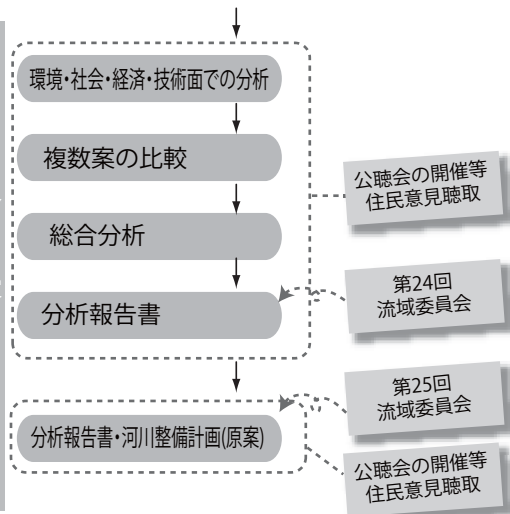 環境・社会・経済・技術面での分析
複数案の比較
公聴会の開催等
住民意見聴取
総合分析
分析報告書
第24回
流域委員会
第25回
流域委員会
分析報告書・河川整備計画(原案)
公聴会の開催等
住民意見聴取